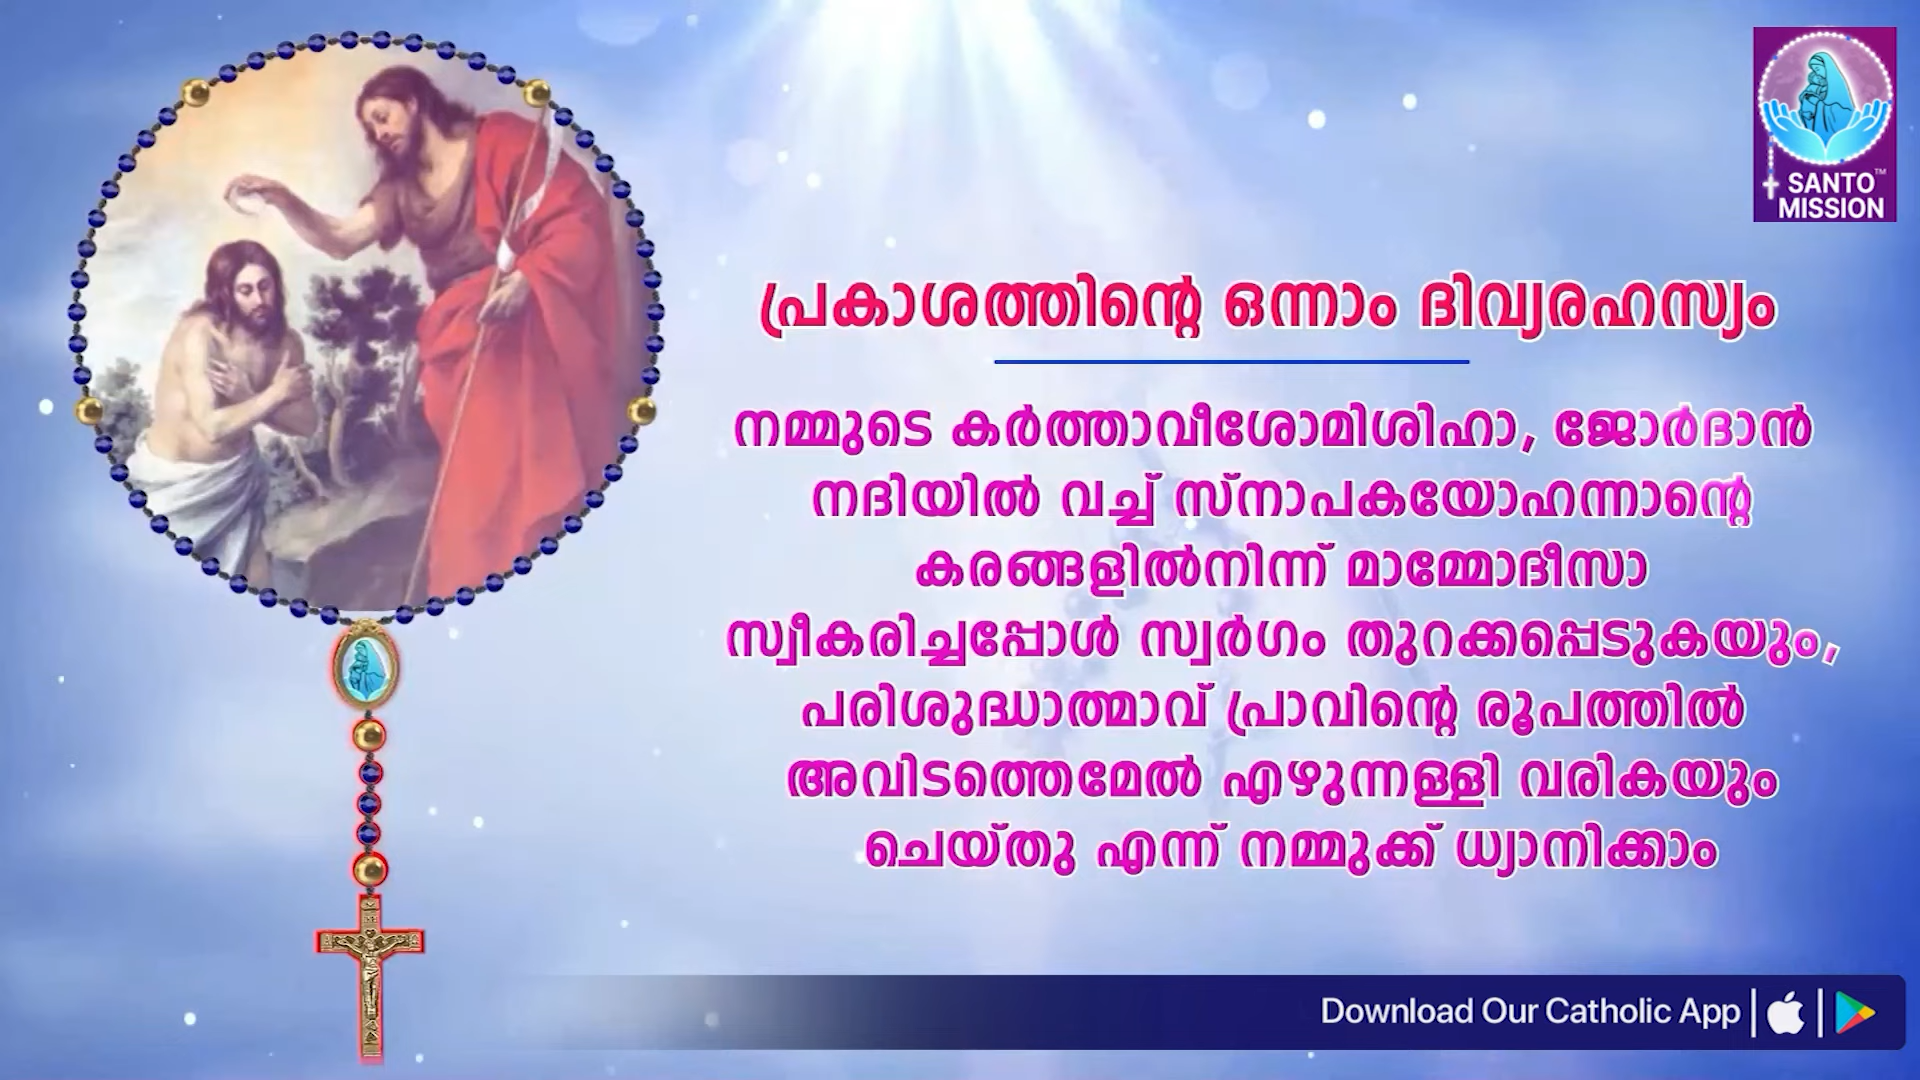 SANTO™
MISSION
പ്രകാശത്തിന്റെ ഒന്നാം ദിവ്യരഹസ്യം
നമ്മുടെ കർത്താവീശോമിശിഹാ, ജോർദാൻ
നദിയിൽ വച്ച് സ്നാപകയോഹന്നാന്റെ
കരങ്ങളിൽനിന്ന് മാമ്മോദീസാ
സ്വീകരിച്ചപ്പോൾ സ്വർഗം തുറക്കപ്പെടുകയും,
പരിശുദ്ധാത്മാവ് പ്രാവിന്റെ രൂപത്തിൽ
അവിടത്തെമേൽ എഴുന്നള്ളി വരികയും
ചെയ്തു എന്ന് നമ്മുക്ക് ധ്യാനിക്കാം
Download Our Catholic App